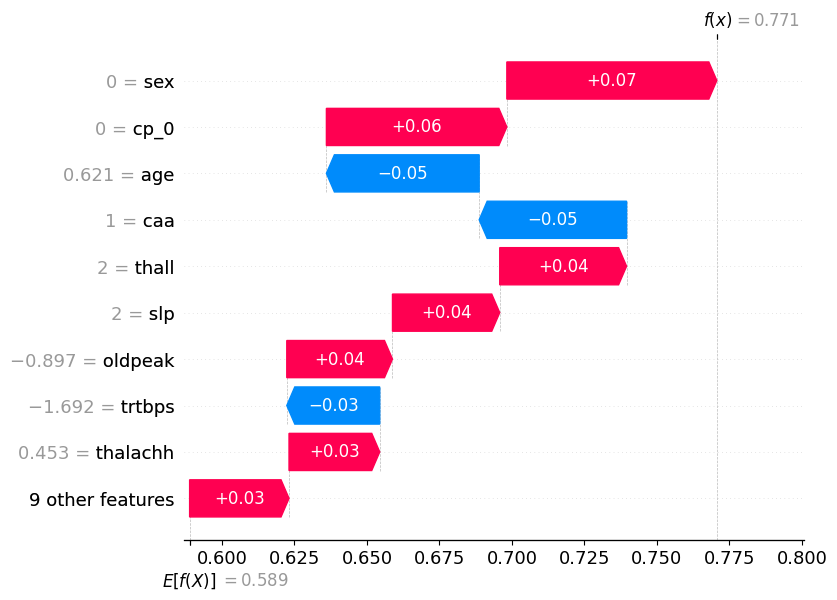 f(x) = 0.771
0 = sex +0.07
0 = cp_0 +0.06
0.621 = age −0.05
1 = caa −0.05
2 = thall +0.04
2 = slp +0.04
−0.897 = oldpeak +0.04
−1.692 = trtbps −0.03
0.453 = thalachh +0.03
9 other features +0.03
0.600 0.625 0.650 0.675 0.700 0.725 0.750 0.775 0.800
E[f(X)] = 0.589